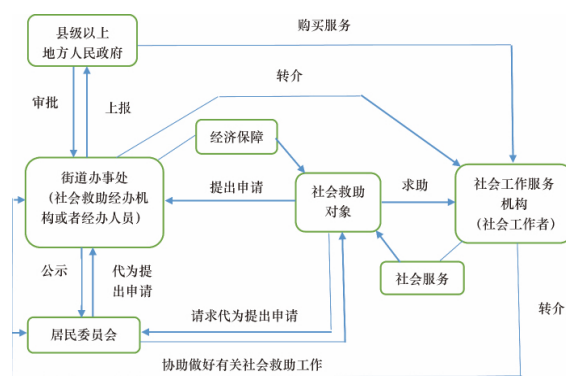 购买服务
县级以上
地方人民政府
转介
审批
上报
经济保障
街道办事处
（社会救助经办机
构或者经办人员）
提出申请
社会救助
对象
求助
社会工作服务
机构
（社会工作者）
公示
代为提
出申请
社会服务
请求代为提出申请
转介
居民委员会
协助做好有关社会救助工作